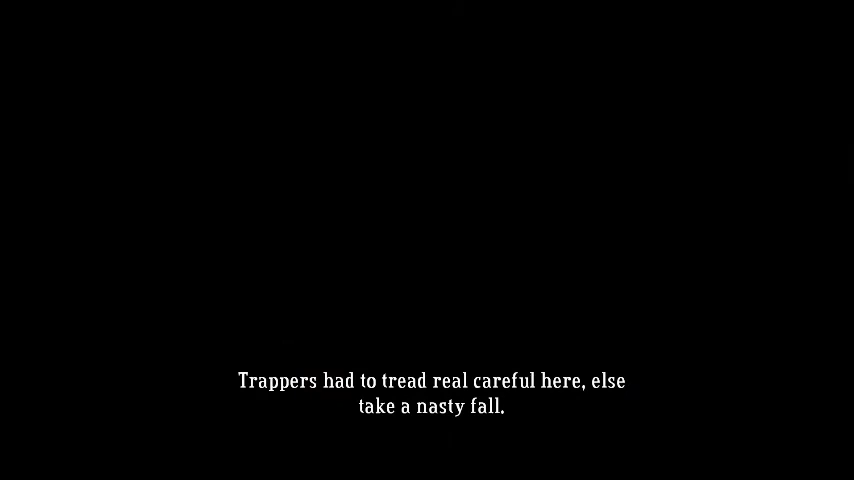 Trappers had to tread real careful here, else
take a nasty fall.